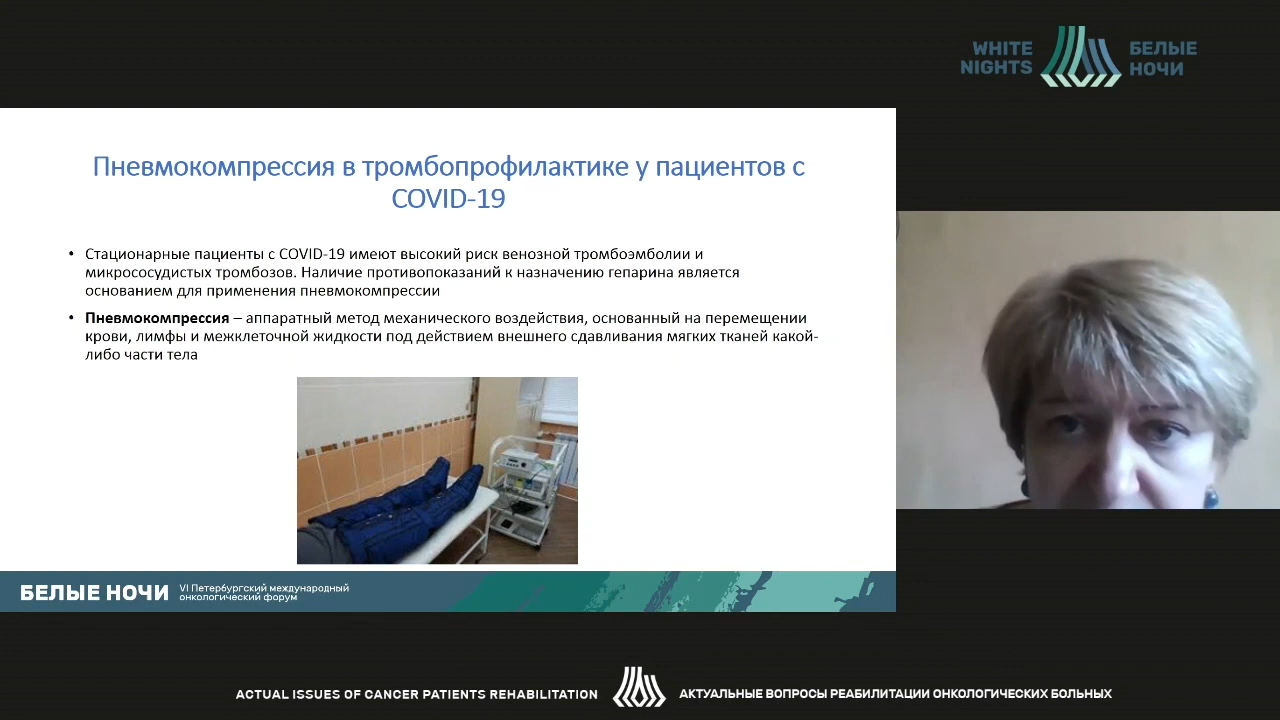 WHITE
NIGHTS
БЕЛЫЕ
НОЧИ
Пневмокомпрессия в тромбопрофилактике у пациентов с
COVID-19
• Стационарные пациенты с COVID-19 имеют высокий риск венозной тромбоэмболии и
микрососудистых тромбозов. Наличие противопоказаний к назначению гепарина является
основанием для применения пневмокомпрессии
• Пневмокомпрессия – аппаратный метод механического воздействия, основанный на перемещении
крови, лимфы и межклеточной жидкости под действием внешнего сдавливания мягких тканей какой-
либо части тела
БЕЛЫЕ НОЧИ
VI Петербургский международный
онкологический форум
ACTUAL ISSUES OF CANCER PATIENTS REHABILITATION
АКТУАЛЬНЫЕ ВОПРОСЫ РЕАБИЛИТАЦИИ ОНКОЛОГИЧЕСКИХ БОЛЬНЫХ